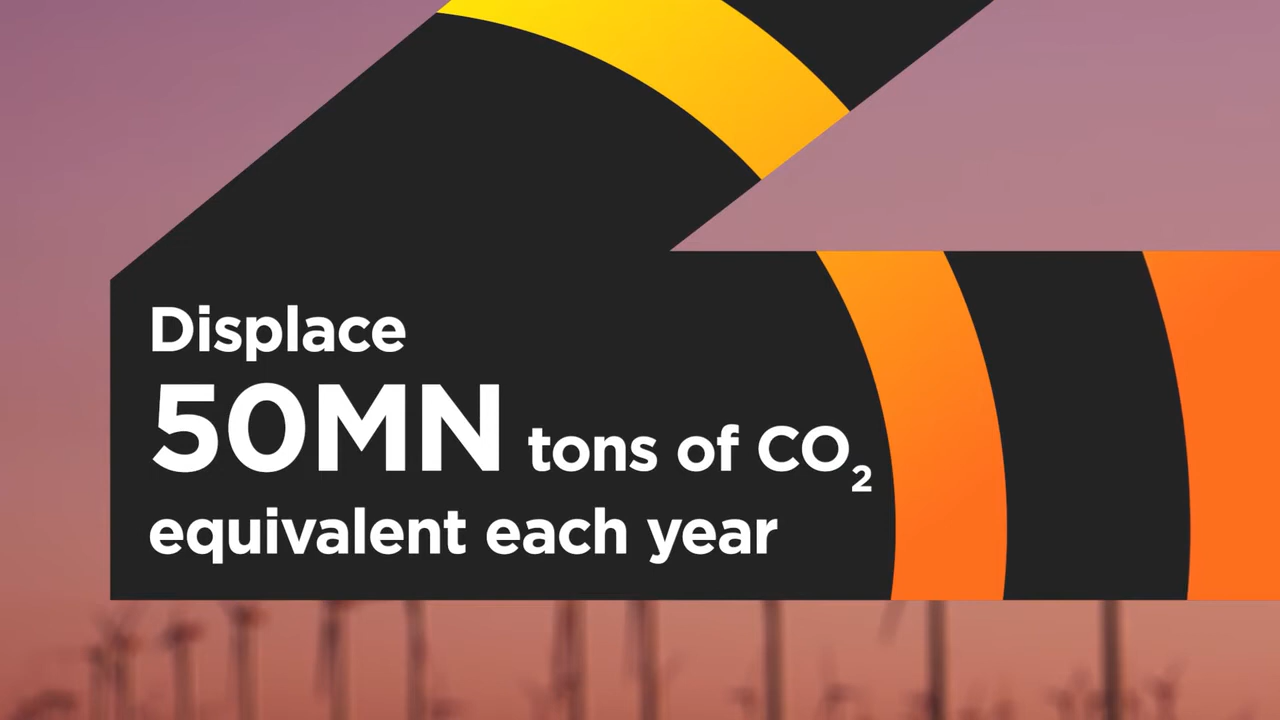 Displace
50MN tons of CO₂
equivalent each year